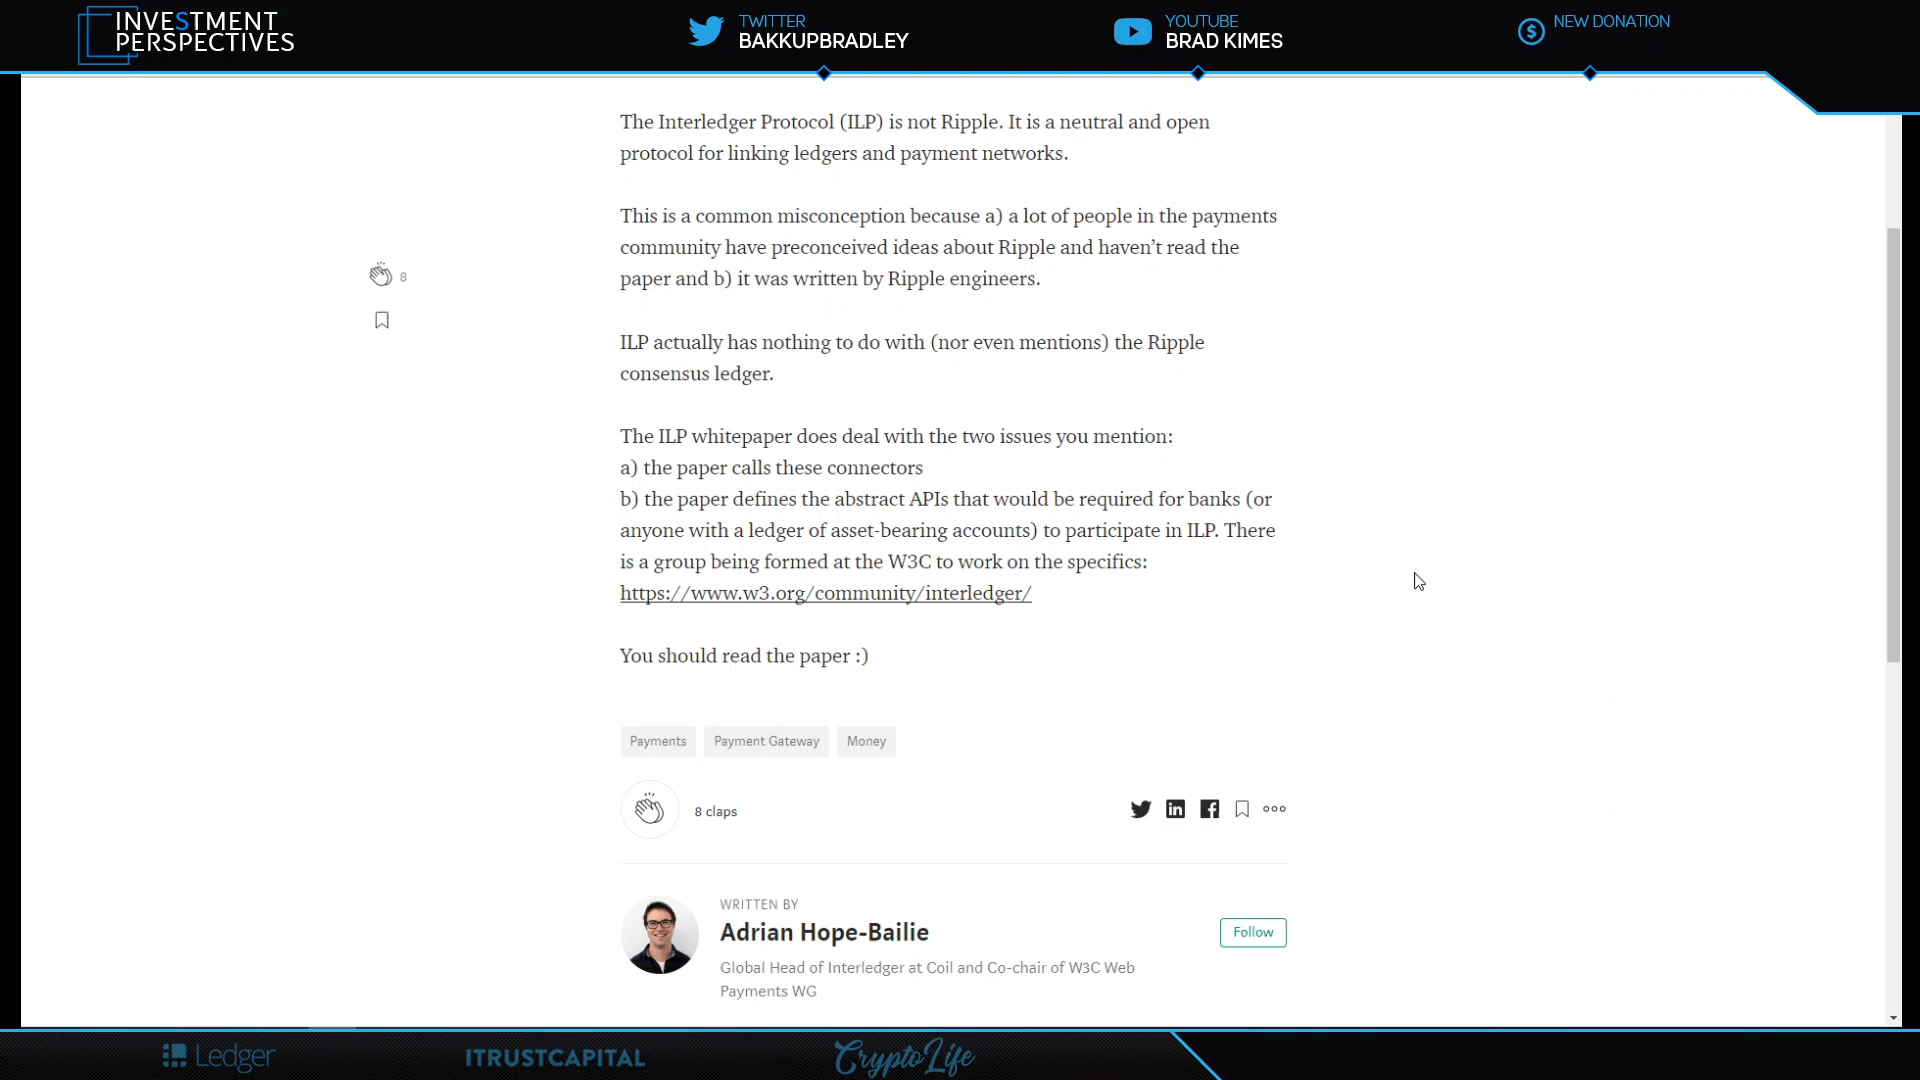 INVESTMENT
PERSPECTIVES
TWITTER
BAKKUPBRADLEY
YOUTUBE
BRAD KIMES
NEW DONATION
The Interledger Protocol (ILP) is not Ripple. It is a neutral and open
protocol for linking ledgers and payment networks.
This is a common misconception because a) a lot of people in the payments
community have preconceived ideas about Ripple and haven’t read the
paper and b) it was written by Ripple engineers.
8
ILP actually has nothing to do with (nor even mentions) the Ripple
consensus ledger.
The ILP whitepaper does deal with the two issues you mention:
a) the paper calls these connectors
b) the paper defines the abstract APIs that would be required for banks (or
anyone with a ledger of asset-bearing accounts) to participate in ILP. There
is a group being formed at the W3C to work on the specifics:
https://www.w3.org/community/interledger/
You should read the paper :)
Payments Payment Gateway Money
8 claps
WRITTEN BY
Adrian Hope-Bailie
Follow
Global Head of Interledger at Coil and Co-chair of W3C Web
Payments WG
Ledger
ITRUSTCAPITAL
CryptoLife